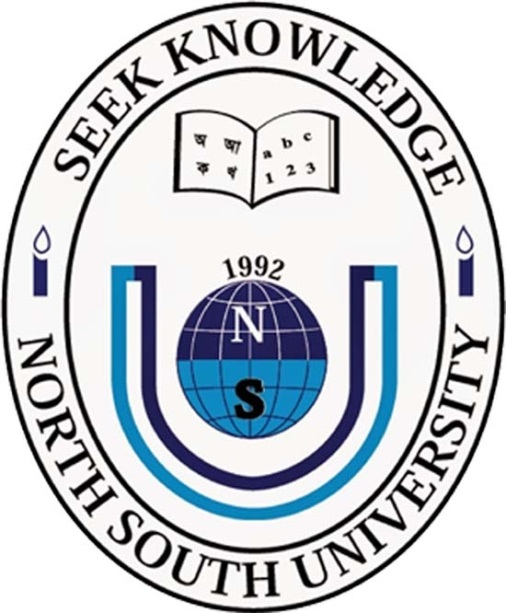 SEEK KNOWLEDGE
অ আ
ক খ
a b c
1 2 3
1992
N
S
NORTH SOUTH UNIVERSITY